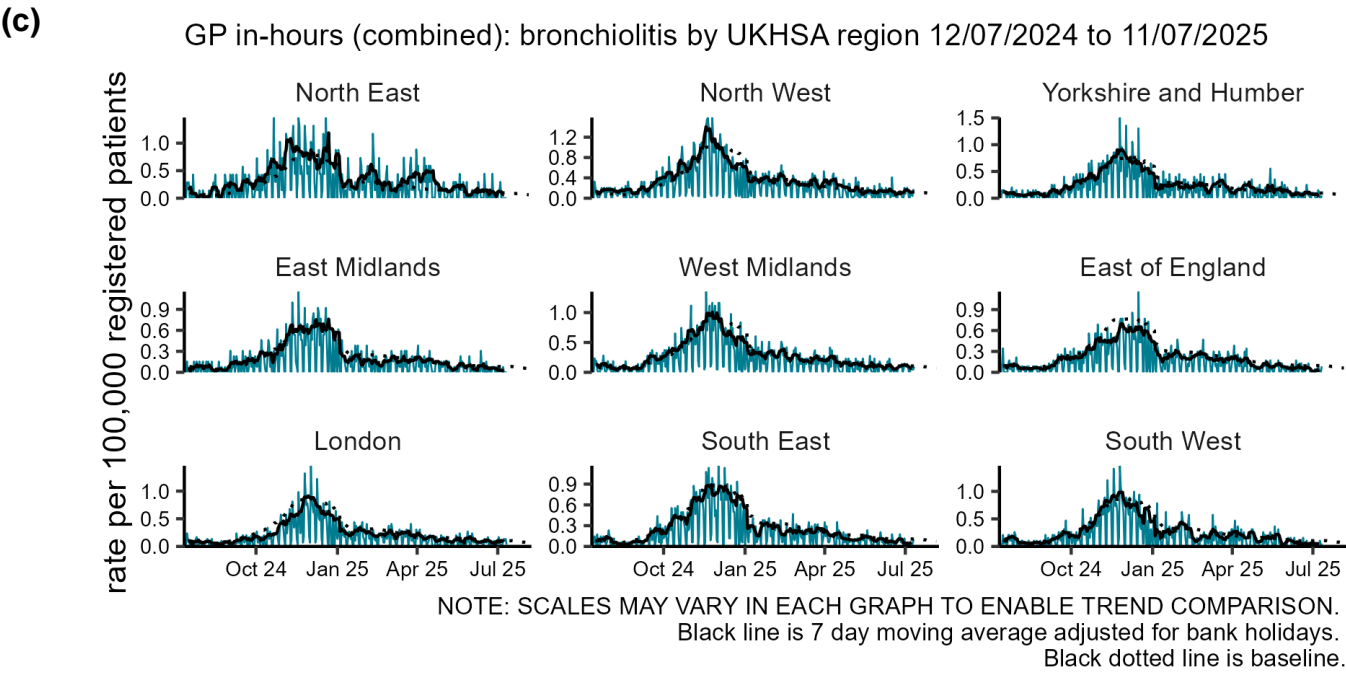 (c)
GP in-hours (combined): bronchiolitis by UKHSA region 12/07/2024 to 11/07/2025
rate per 100,000 registered patients
North East
1.0
0.5
0.0
North West
1.2
0.8
0.4
0.0
Yorkshire and Humber
1.5
1.0
0.5
0.0
East Midlands
0.9
0.6
0.3
0.0
West Midlands
1.0
0.5
0.0
East of England
0.9
0.6
0.3
0.0
London
1.0
0.5
0.0
Oct 24 Jan 25 Apr 25 Jul 25
South East
0.9
0.6
0.3
0.0
Oct 24 Jan 25 Apr 25 Jul 25
South West
1.0
0.5
0.0
Oct 24 Jan 25 Apr 25 Jul 25
NOTE: SCALES MAY VARY IN EACH GRAPH TO ENABLE TREND COMPARISON.
Black line is 7 day moving average adjusted for bank holidays.
Black dotted line is baseline.